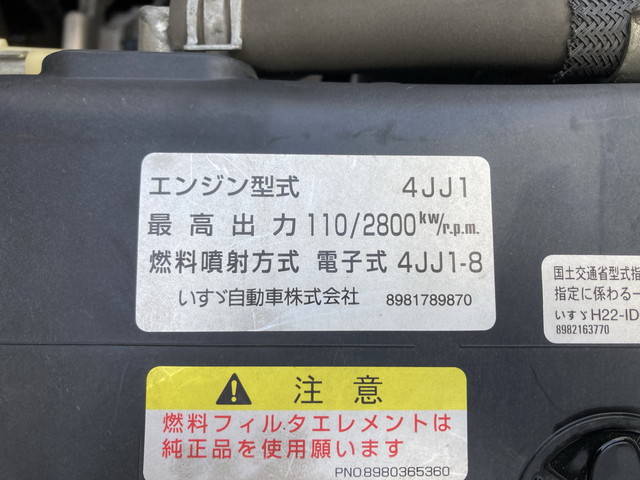 エンジン型式 4JJ1
最高出力 110/2800 kw/r.p.m.
燃料噴射方式 電子式 4JJ1-8
いすゞ自動車株式会社 8981789870
国土交通省型式指
指定に係わる一
いすゞH22-ID
8982163770
注意
燃料フィルタエレメントは
純正品を使用願います
PNO.8980365360